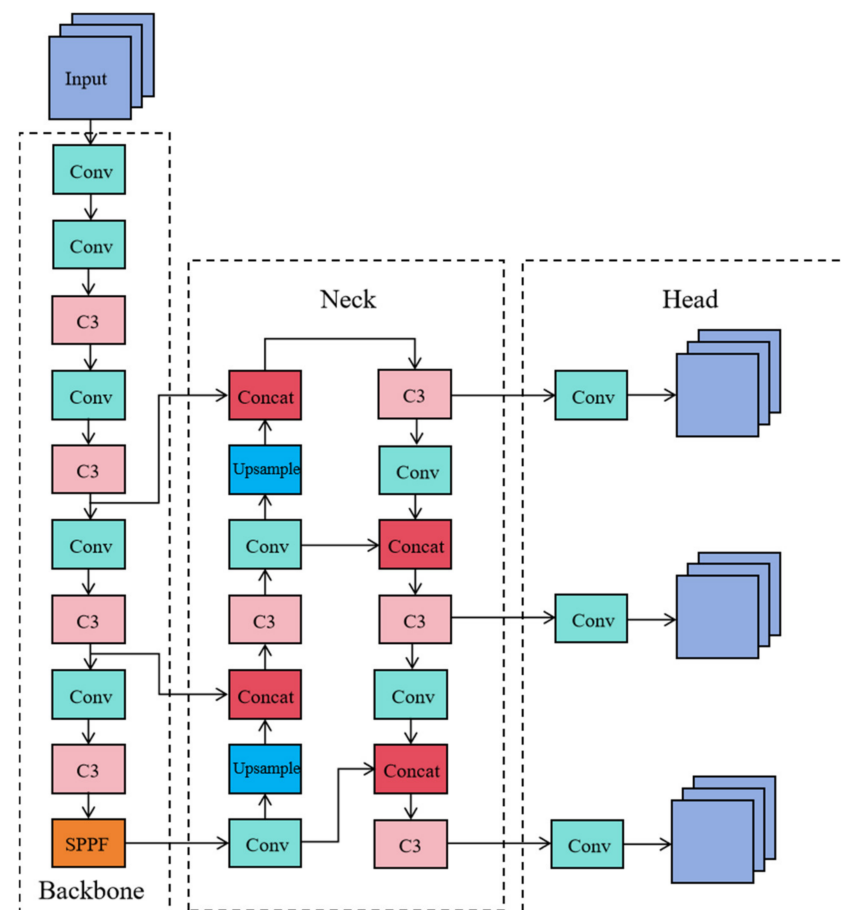 Input
Conv
Conv
C3
Conv
C3
Conv
C3
Conv
C3
SPPF
Backbone
Neck
Concat
Upsample
Conv
C3
Concat
Upsample
Conv
C3
Conv
Concat
C3
Conv
Concat
C3
Head
Conv
Conv
Conv